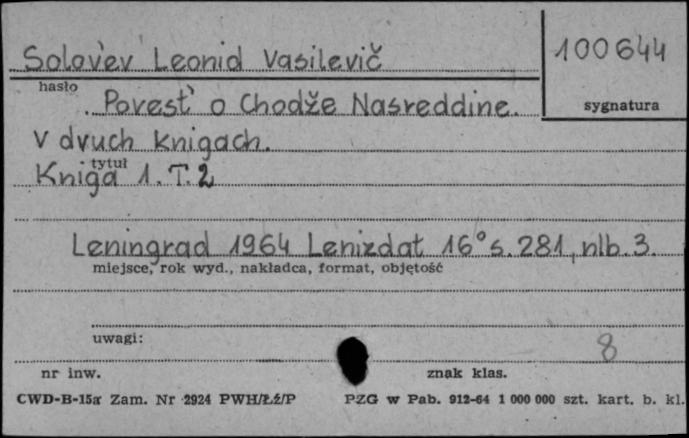 Solov'ev Leonid Vasilevič
100644
hasło
Povest' o Chodže Nasreddine.
sygnatura
V dvuch knigach.
tytuł
Kniga 1. T. 2
Leningrad 1964 Lenizdat 16° s. 281, nlb. 3.
miejsce, rok wyd., nakładca, format, objętość
uwagi:
8
nr inw.
znak klas.
CWD-B-15a Zam. Nr 2924 PWH/Łź/P PZG w Pab. 912-64 1 000 000 szt. kart. b. kl.